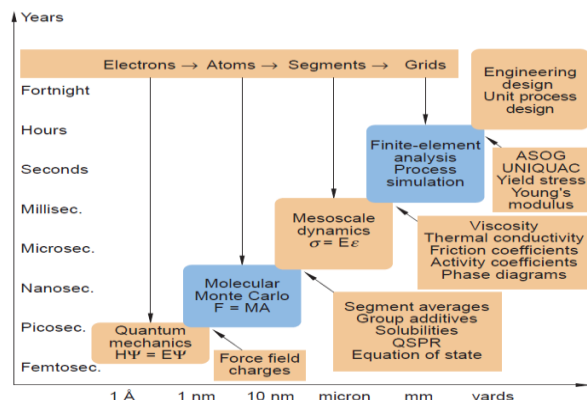 Years
Electrons → Atoms → Segments → Grids
Engineering
design
Unit process
design
Fortnight
Hours
Seconds
Millisec.
Microsec.
Nanosec.
Picosec.
Femtosec.
Finite-element
analysis
Process
simulation
ASOG
UNIQUAC
Yield stress
Young's
modulus
Mesoscale
dynamics
σ = Eε
Viscosity
Thermal conductivity
Friction coefficients
Activity coefficients
Phase diagrams
Molecular
Monte Carlo
F = MA
Segment averages
Group additives
Solubilities
QSPR
Equation of state
Quantum
mechanics
HΨ = EΨ
Force field
charges
1 Å 1 nm 10 nm micron mm yards